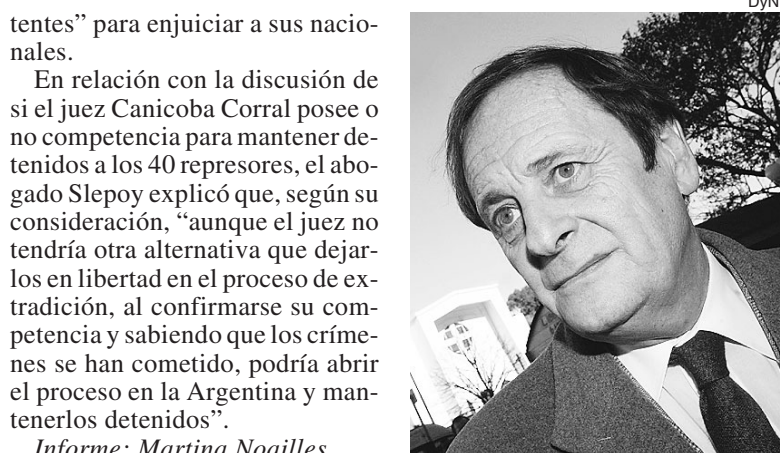 DyN
tentes” para enjuiciar a sus nacio-
nales.
En relación con la discusión de
si el juez Canicoba Corral posee o
no competencia para mantener de-
tenidos a los 40 represores, el abo-
gado Slepoy explicó que, según su
consideración, “aunque el juez no
tendría otra alternativa que dejar-
los en libertad en el proceso de ex-
tradición, al confirmarse su com-
petencia y sabiendo que los críme-
nes se han cometido, podría abrir
el proceso en la Argentina y man-
tenerlos detenidos”.
Informe: Martina Noailles